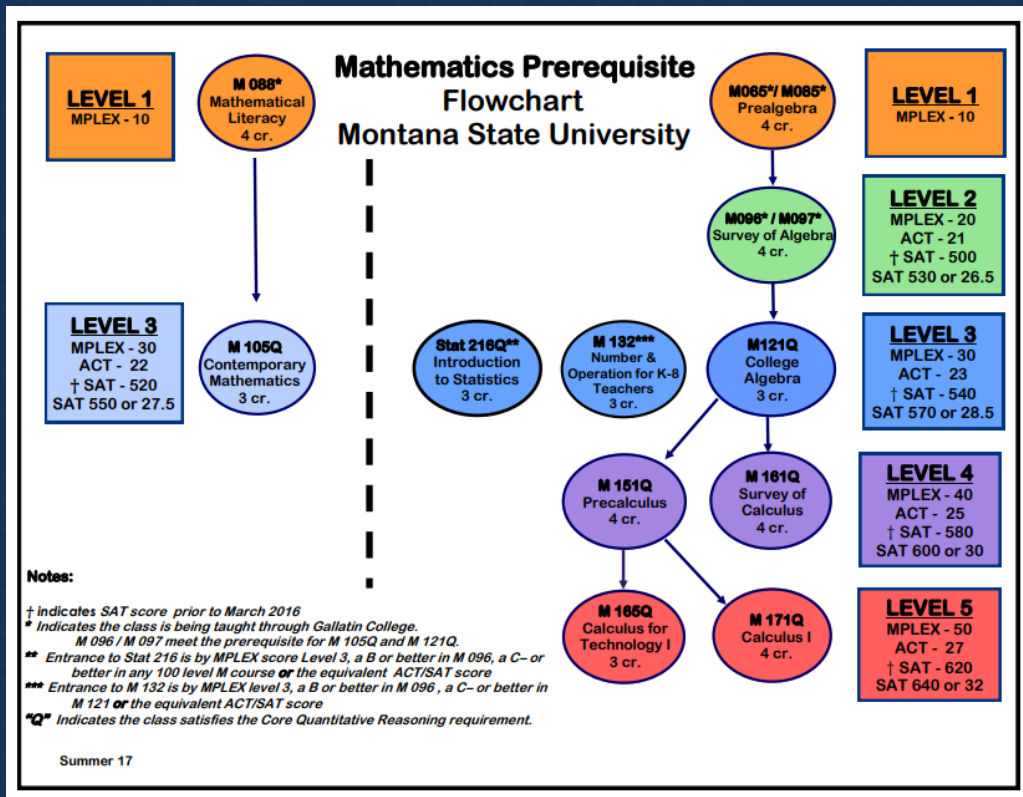 Mathematics Prerequisite
Flowchart
Montana State University
LEVEL 1
MPLEX - 10
M 088*
Mathematical
Literacy
4 cr.
M065*/ M085*
Prealgebra
4 cr.
LEVEL 1
MPLEX - 10
M096* / M097*
Survey of Algebra
4 cr.
LEVEL 2
MPLEX - 20
ACT - 21
† SAT - 500
SAT 530 or 26.5
LEVEL 3
MPLEX - 30
ACT - 22
† SAT - 520
SAT 550 or 27.5
M 105Q
Contemporary
Mathematics
3 cr.
Stat 216Q**
Introduction
to Statistics
3 cr.
M 132***
Number &
Operation for K-8
Teachers
3 cr.
M121Q
College
Algebra
3 cr.
LEVEL 3
MPLEX - 30
ACT - 23
† SAT - 540
SAT 570 or 28.5
M 151Q
Precalculus
4 cr.
M 161Q
Survey of
Calculus
4 cr.
LEVEL 4
MPLEX - 40
ACT - 25
† SAT - 580
SAT 600 or 30
M 165Q
Calculus for
Technology I
3 cr.
M 171Q
Calculus I
4 cr.
LEVEL 5
MPLEX - 50
ACT - 27
† SAT - 620
SAT 640 or 32
Notes:
† indicates SAT score prior to March 2016
* Indicates the class is being taught through Gallatin College.
M 096 / M 097 meet the prerequisite for M 105Q and M 121Q.
** Entrance to Stat 216 is by MPLEX score Level 3, a B or better in M 096, a C– or
better in any 100 level M course or the equivalent ACT/SAT score
*** Entrance to M 132 is by MPLEX level 3, a B or better in M 096 , a C– or better in
M 121 or the equivalent ACT/SAT score
"Q" Indicates the class satisfies the Core Quantitative Reasoning requirement.
Summer 17